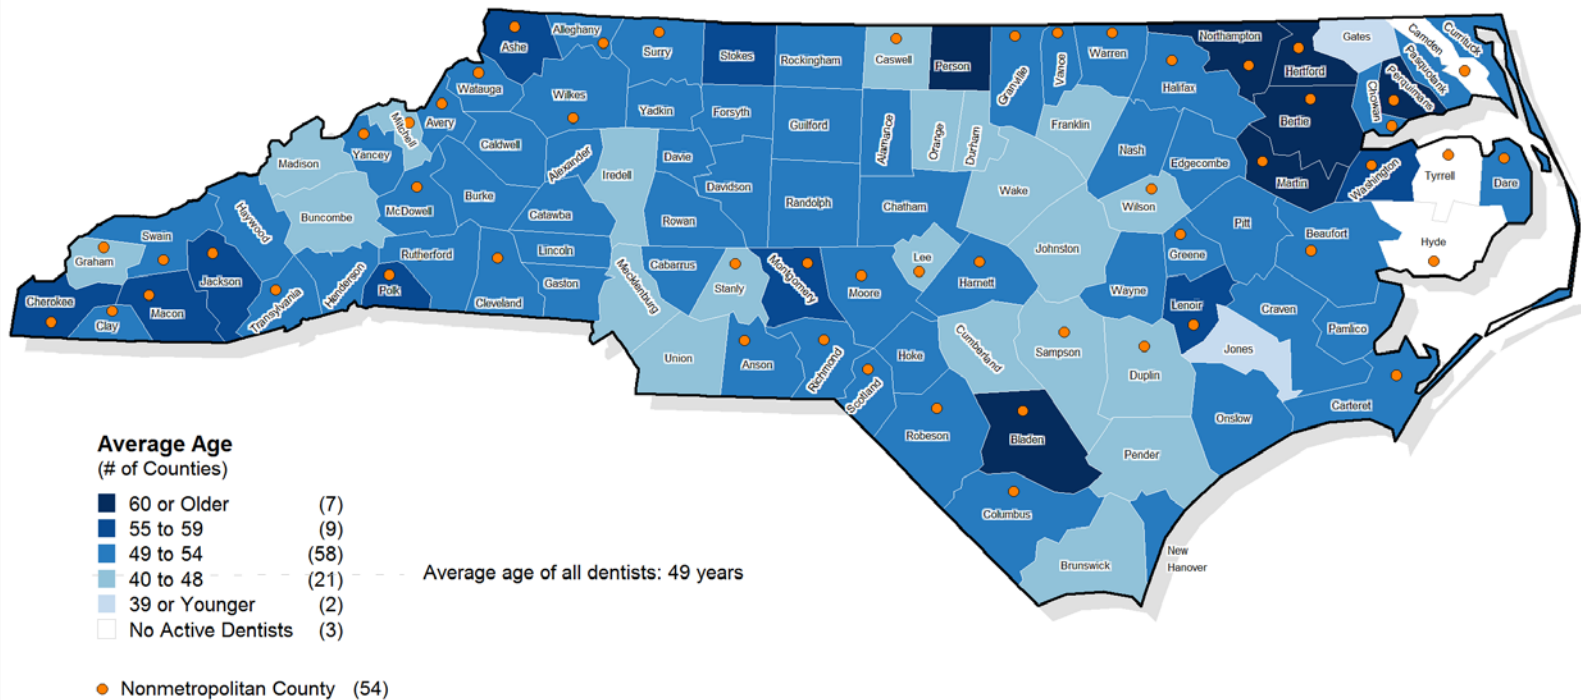 Ashe
Alleghany
Surry
Stokes
Rockingham
Caswell
Person
Granville
Vance
Warren
Northampton
Hertford
Gates
Camden
Currituck
Pasquotank
Perquimans
Chowan
Watauga
Wilkes
Yadkin
Forsyth
Guilford
Alamance
Orange
Durham
Franklin
Halifax
Bertie
Mitchell
Avery
Yancey
Caldwell
Alexander
Davie
Iredell
Nash
Edgecombe
Martin
Washington
Tyrrell
Dare
Madison
Buncombe
McDowell
Burke
Catawba
Rowan
Davidson
Randolph
Chatham
Wake
Wilson
Pitt
Beaufort
Hyde
Haywood
Swain
Graham
Jackson
Rutherford
Lincoln
Gaston
Cleveland
Cabarrus
Mecklenburg
Stanly
Montgomery
Moore
Lee
Harnett
Johnston
Greene
Wayne
Lenoir
Craven
Pamlico
Cherokee
Clay
Macon
Transylvania
Henderson
Polk
Union
Anson
Richmond
Scotland
Hoke
Cumberland
Sampson
Duplin
Jones
Onslow
Carteret
Robeson
Bladen
Pender
Columbus
Brunswick
New
Hanover
Average Age
(# of Counties)
60 or Older (7)
55 to 59 (9)
49 to 54 (58)
40 to 48 (21)
Average age of all dentists: 49 years
39 or Younger (2)
No Active Dentists (3)
Nonmetropolitan County (54)